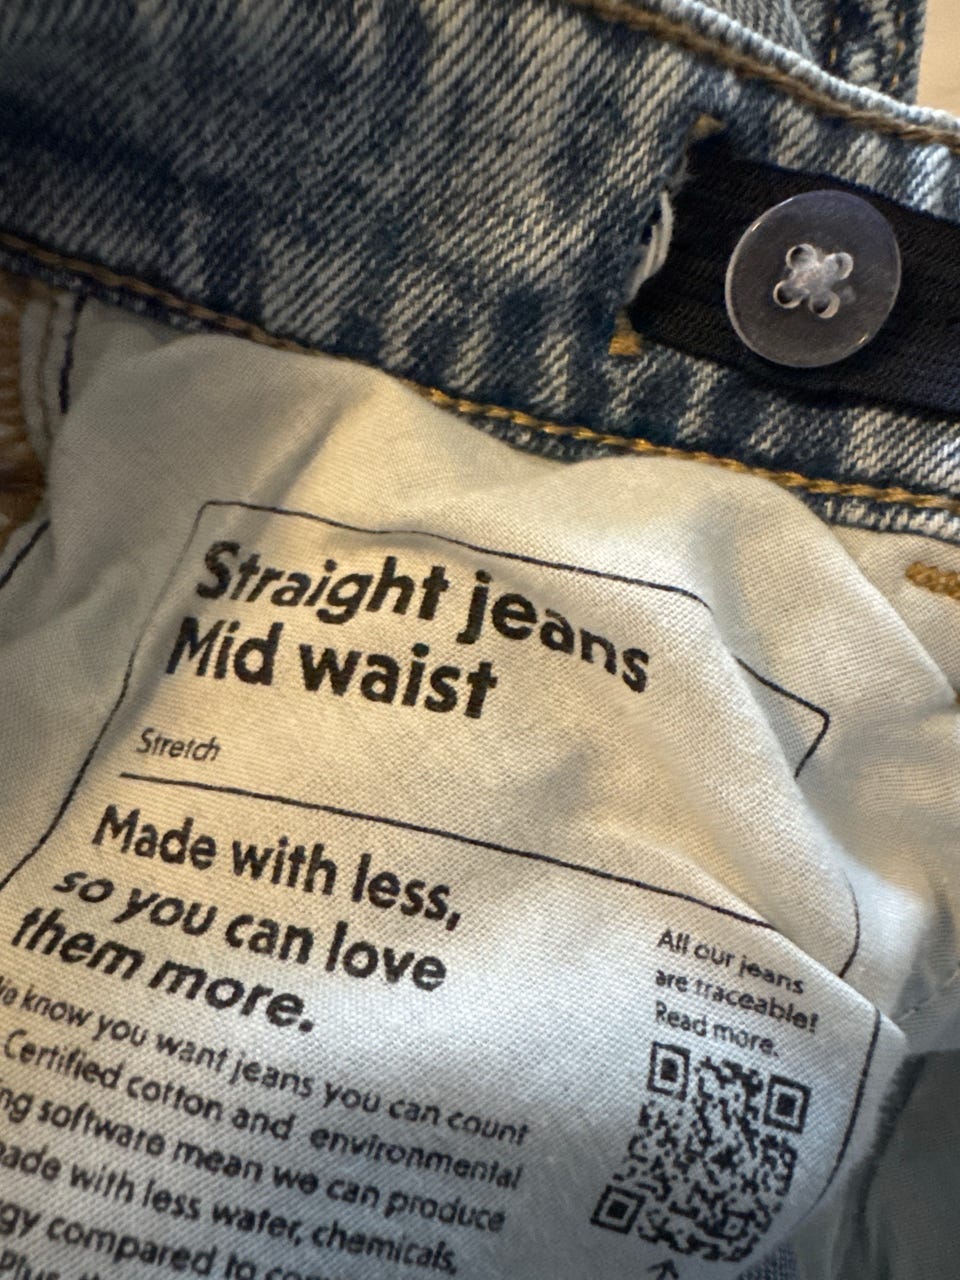 Straight jeans
Mid waist
Stretch
Made with less,
so you can love
them more.
know you want jeans you can count
Certified cotton and environmental
software mean we can produce
with less water, chemicals,
compared to
All our jeans
are traceable!
Read more.